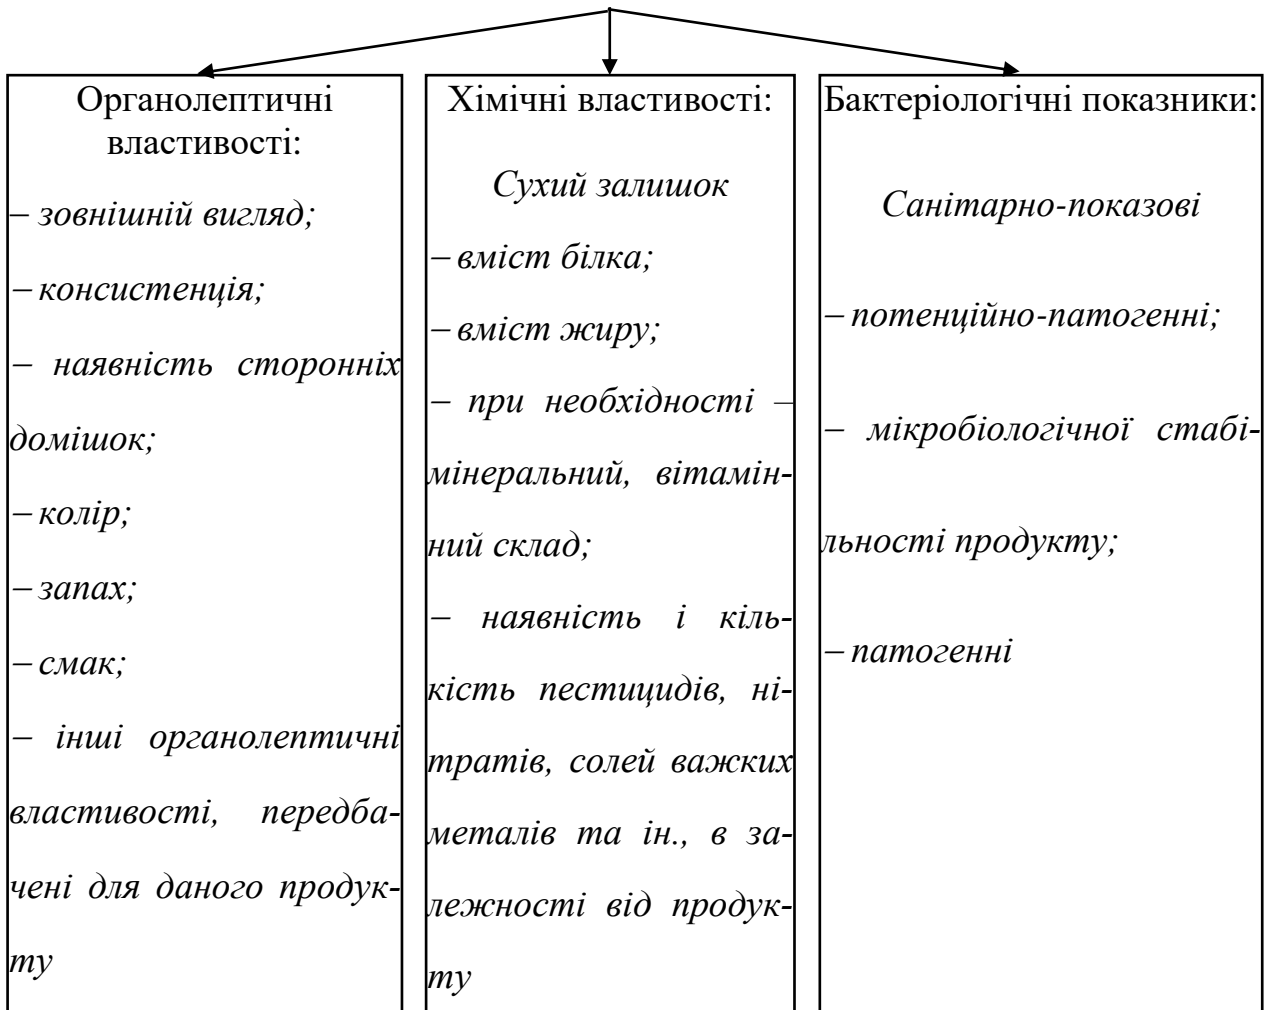 Органолептичні
властивості:
– зовнішній вигляд;
– консистенція;
– наявність сторонніх
домішок;
– колір;
– запах;
– смак;
– інші органолептичні
властивості, передба-
чені для даного продук-
ту
Хімічні властивості:
Сухий залишок
– вміст білка;
– вміст жиру;
– при необхідності –
мінеральний, вітамін-
ний склад;
– наявність і кіль-
кість пестицидів, ні-
тратів, солей важких
металів та ін., в за-
лежності від продук-
ту
Бактеріологічні показники:
Санітарно-показові
– потенційно-патогенні;
– мікробіологічної стабі-
льності продукту;
– патогенні